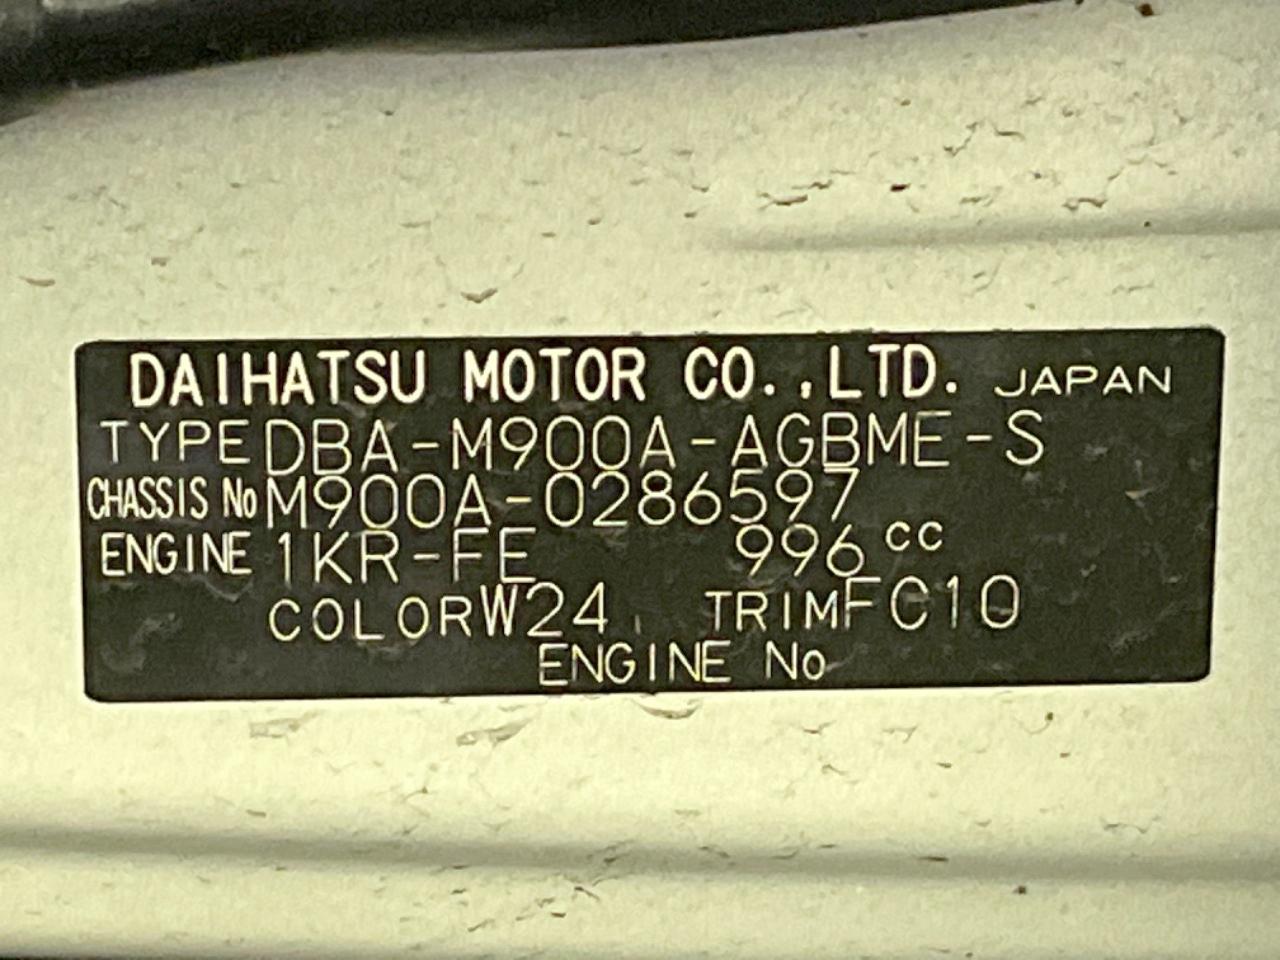 DAIHATSU MOTOR CO.,LTD. JAPAN
TYPE DBA-M900A-AGBME-S
CHASSIS No M900A-0286597
ENGINE 1KR-FE 996cc
COLOR W24 TRIM FC10
ENGINE No